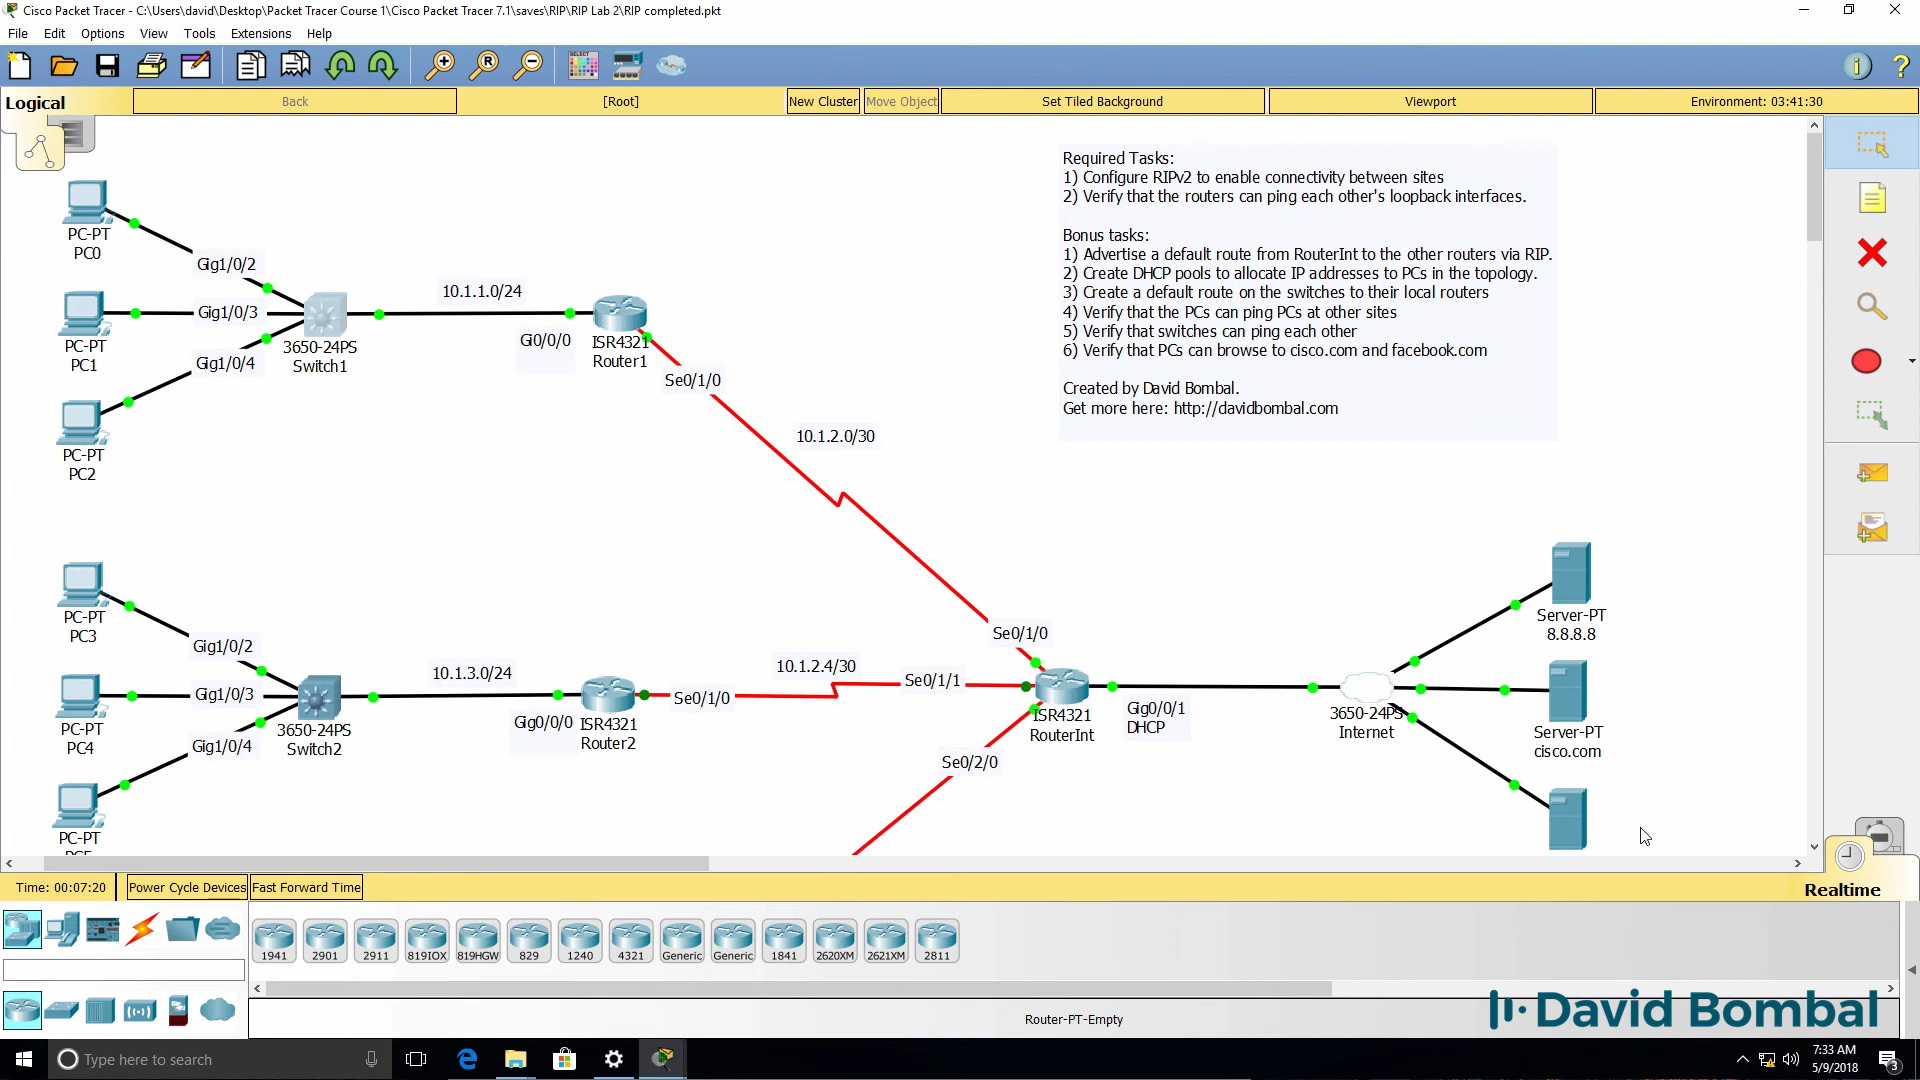 Cisco Packet Tracer - C:\Users\david\Desktop\Packet Tracer Course 1\Cisco Packet Tracer 7.1\saves\RIP\RIP Lab 2\RIP completed.pkt
File Edit Options View Tools Extensions Help
Logical
Back
[Root]
New Cluster
Move Object
Set Tiled Background
Viewport
Environment: 03:41:30
Required Tasks:
1) Configure RIPv2 to enable connectivity between sites
2) Verify that the routers can ping each other's loopback interfaces.
Bonus tasks:
1) Advertise a default route from RouterInt to the other routers via RIP.
2) Create DHCP pools to allocate IP addresses to PCs in the topology.
3) Create a default route on the switches to their local routers
4) Verify that the PCs can ping PCs at other sites
5) Verify that switches can ping each other
6) Verify that PCs can browse to cisco.com and facebook.com
Created by David Bombal.
Get more here: http://davidbombal.com
PC-PT
PC0
Gig1/0/2
PC-PT
PC1
Gig1/0/3
PC-PT
PC2
Gig1/0/4
3650-24PS
Switch1
10.1.1.0/24
Gi0/0/0
ISR4321
Router1
Se0/1/0
10.1.2.0/30
Se0/1/0
PC-PT
PC3
Gig1/0/2
PC-PT
PC4
Gig1/0/3
PC-PT
Gig1/0/4
3650-24PS
Switch2
10.1.3.0/24
Gig0/0/0
ISR4321
Router2
Se0/1/0
10.1.2.4/30
Se0/1/1
Se0/2/0
ISR4321
RouterInt
Gig0/0/1
DHCP
3650-24PS
Internet
Server-PT
8.8.8.8
Server-PT
cisco.com
Time: 00:07:20
Power Cycle Devices
Fast Forward Time
Realtime
1941
2901
2911
819IOX
819HGW
829
1240
4321
Generic
Generic
1841
2620XM
2621XM
2811
Router-PT-Empty
David Bombal
Type here to search
7:33 AM
5/9/2018
3